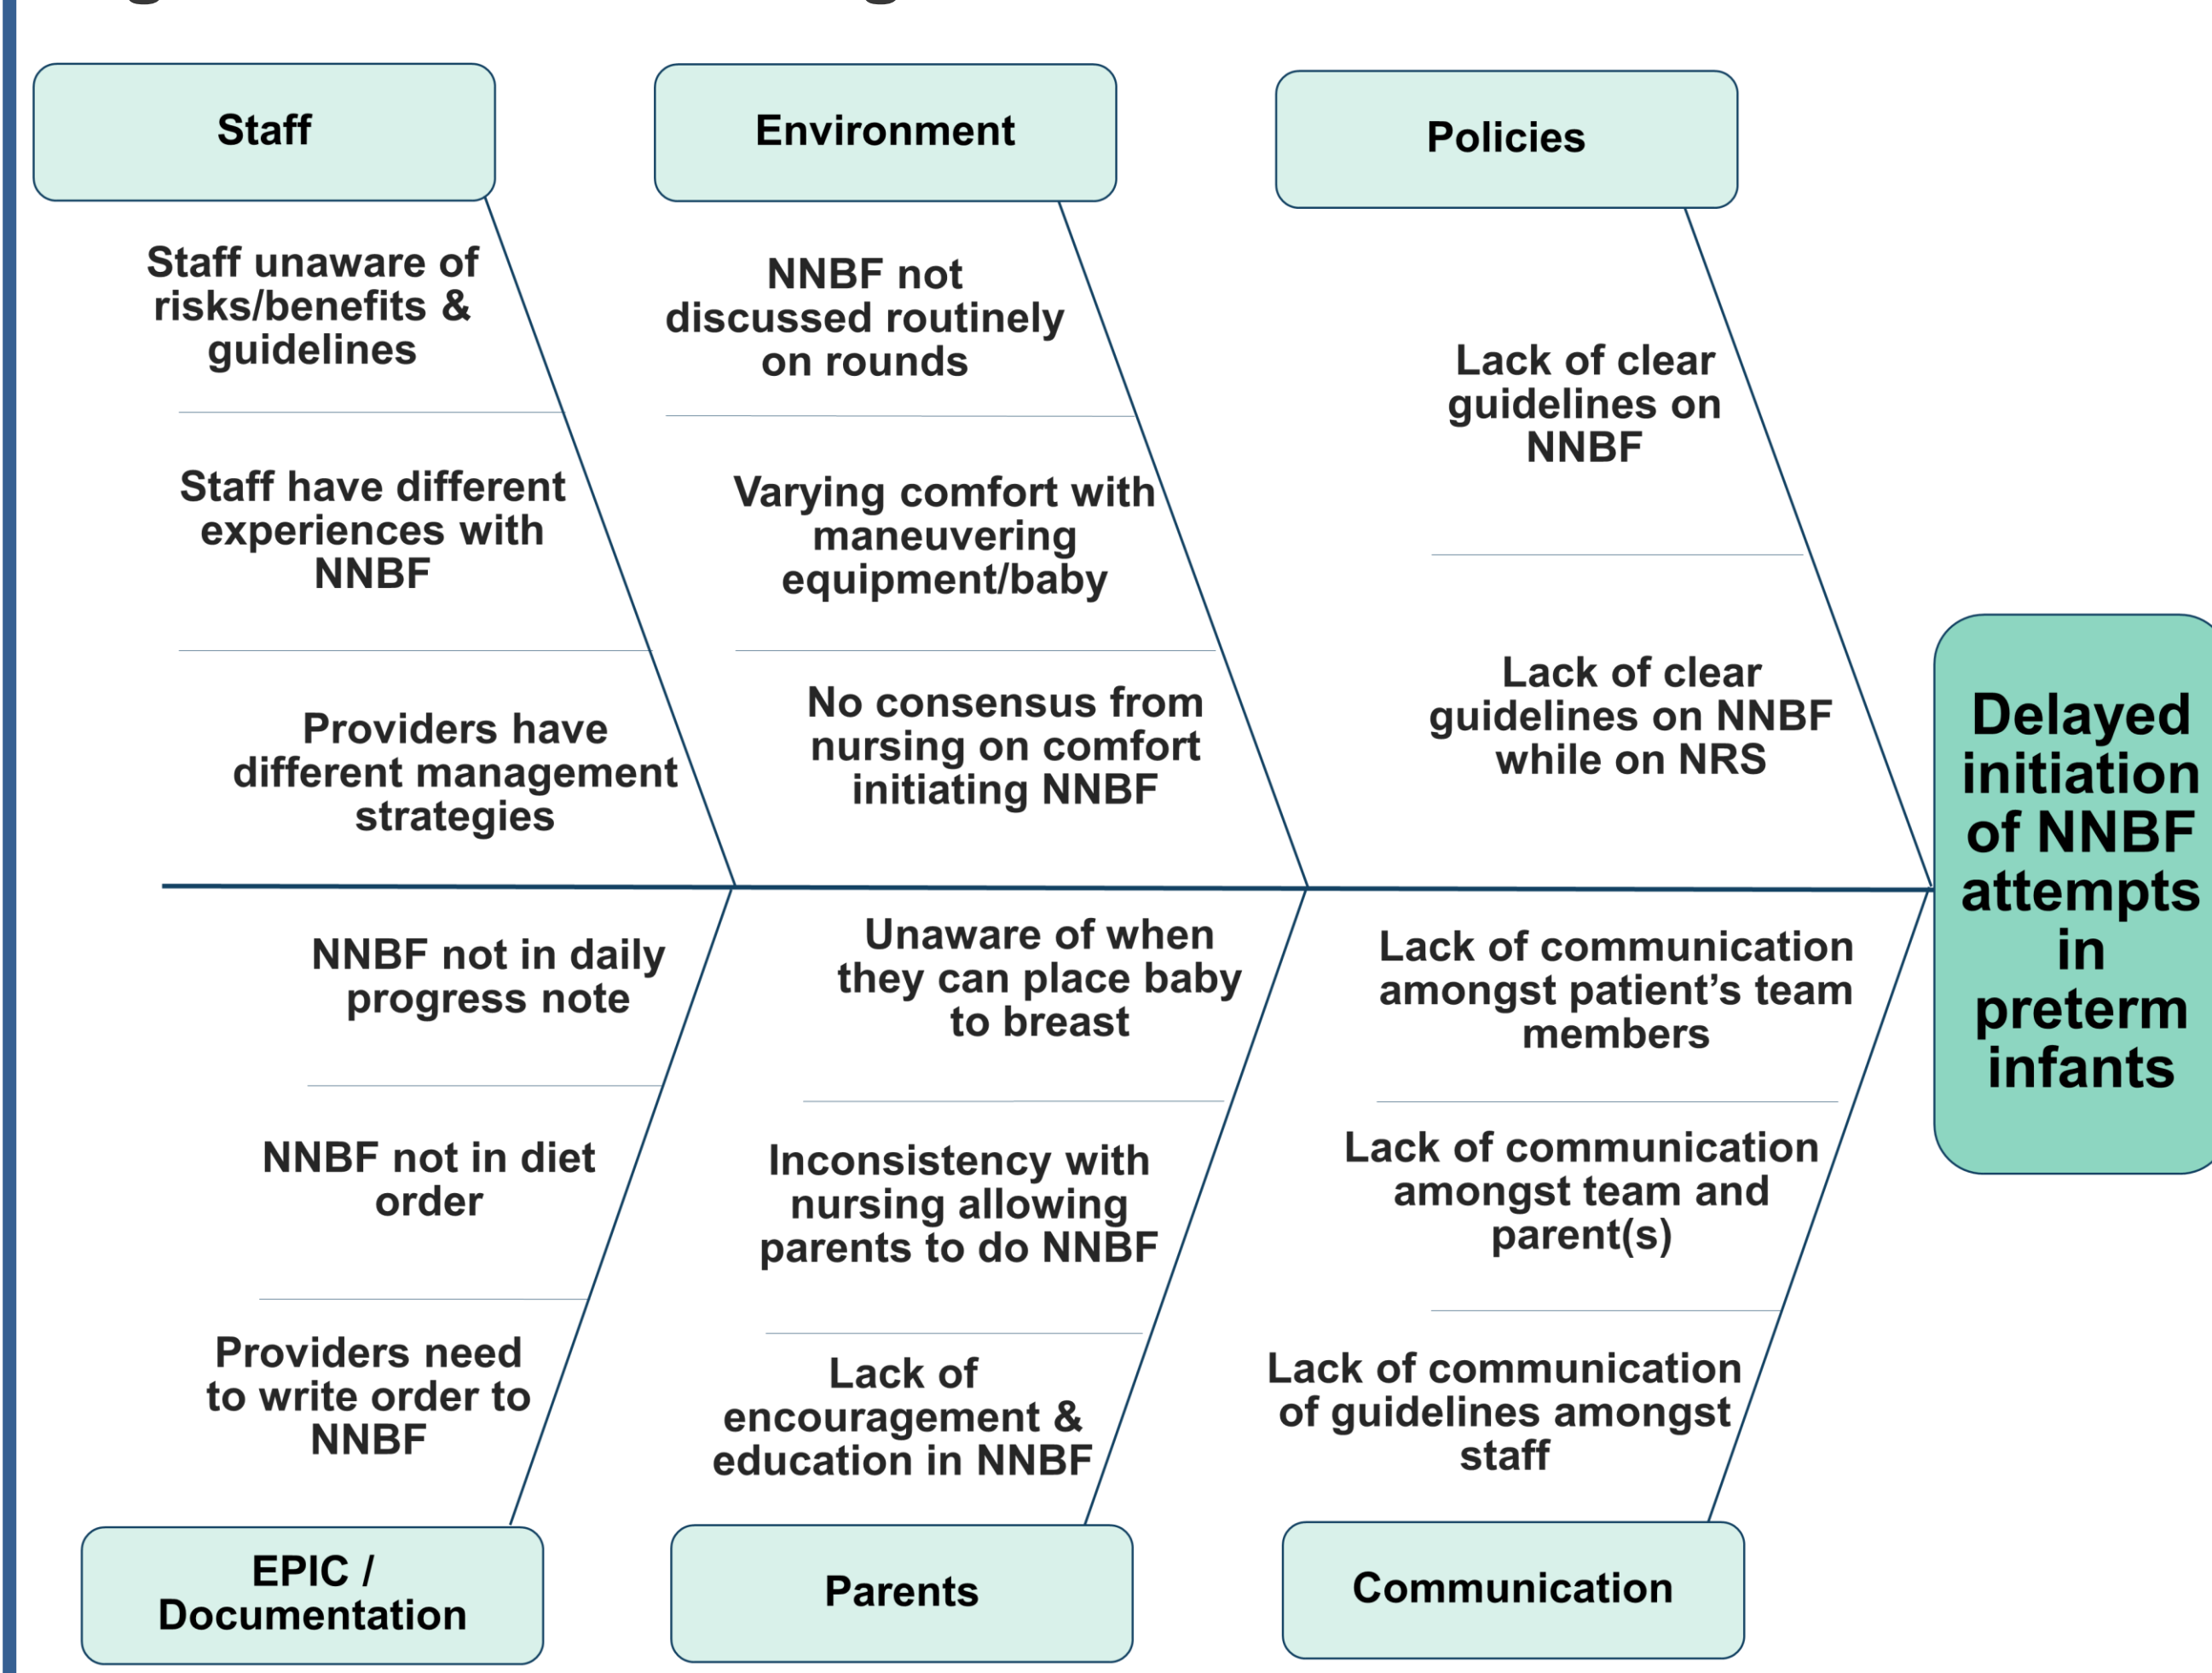 Staff
Environment
Policies
Staff unaware of
risks/benefits &
guidelines
Staff have different
experiences with
NNBF
Providers have
different management
strategies
NNBF not
discussed routinely
on rounds
Varying comfort with
maneuvering
equipment/baby
No consensus from
nursing on comfort
initiating NNBF
Lack of clear
guidelines on
NNBF
Lack of clear
guidelines on NNBF
while on NRS
Delayed
initiation
of NNBF
attempts
in
preterm
infants
NNBF not in daily
progress note
NNBF not in diet
order
Providers need
to write order to
NNBF
Unaware of when
they can place baby
to breast
Inconsistency with
nursing allowing
parents to do NNBF
Lack of
encouragement &
education in NNBF
Lack of communication
amongst patient’s team
members
Lack of communication
amongst team and
parent(s)
Lack of communication
of guidelines amongst
staff
EPIC /
Documentation
Parents
Communication